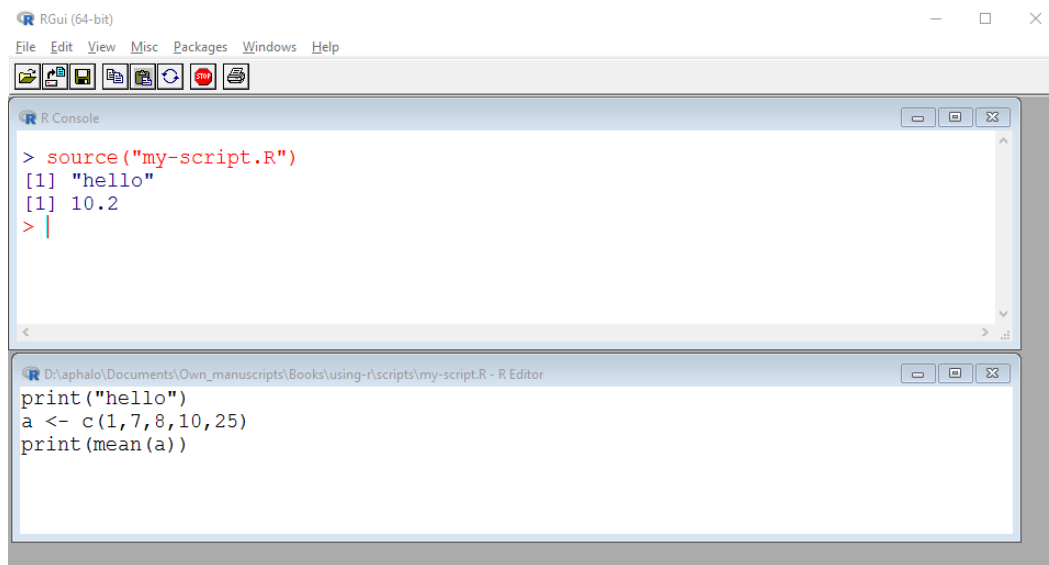 RGui (64-bit)
File Edit View Misc Packages Windows Help
STOP
R Console
> source("my-script.R")
[1] "hello"
[1] 10.2
>
D:\aphalo\Documents\Own_manuscripts\Books\using-r\scripts\my-script.R - R Editor
print("hello")
a <- c(1,7,8,10,25)
print(mean(a))